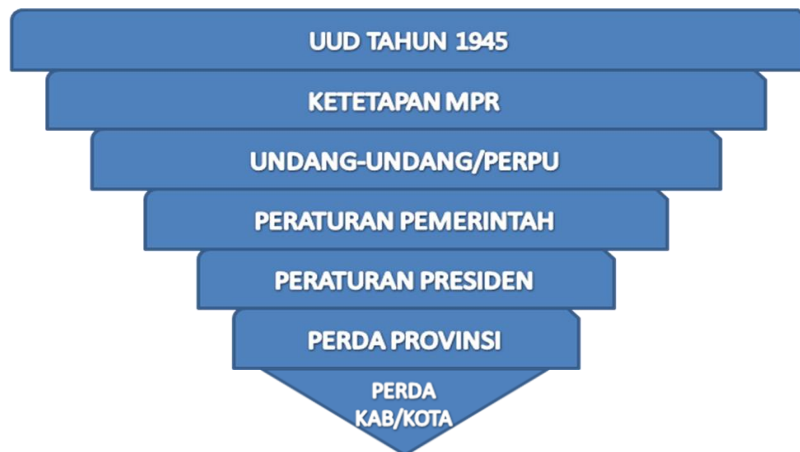 UUD TAHUN 1945
KETETAPAN MPR
UNDANG-UNDANG/PERPU
PERATURAN PEMERINTAH
PERATURAN PRESIDEN
PERDA PROVINSI
PERDA
KAB/KOTA